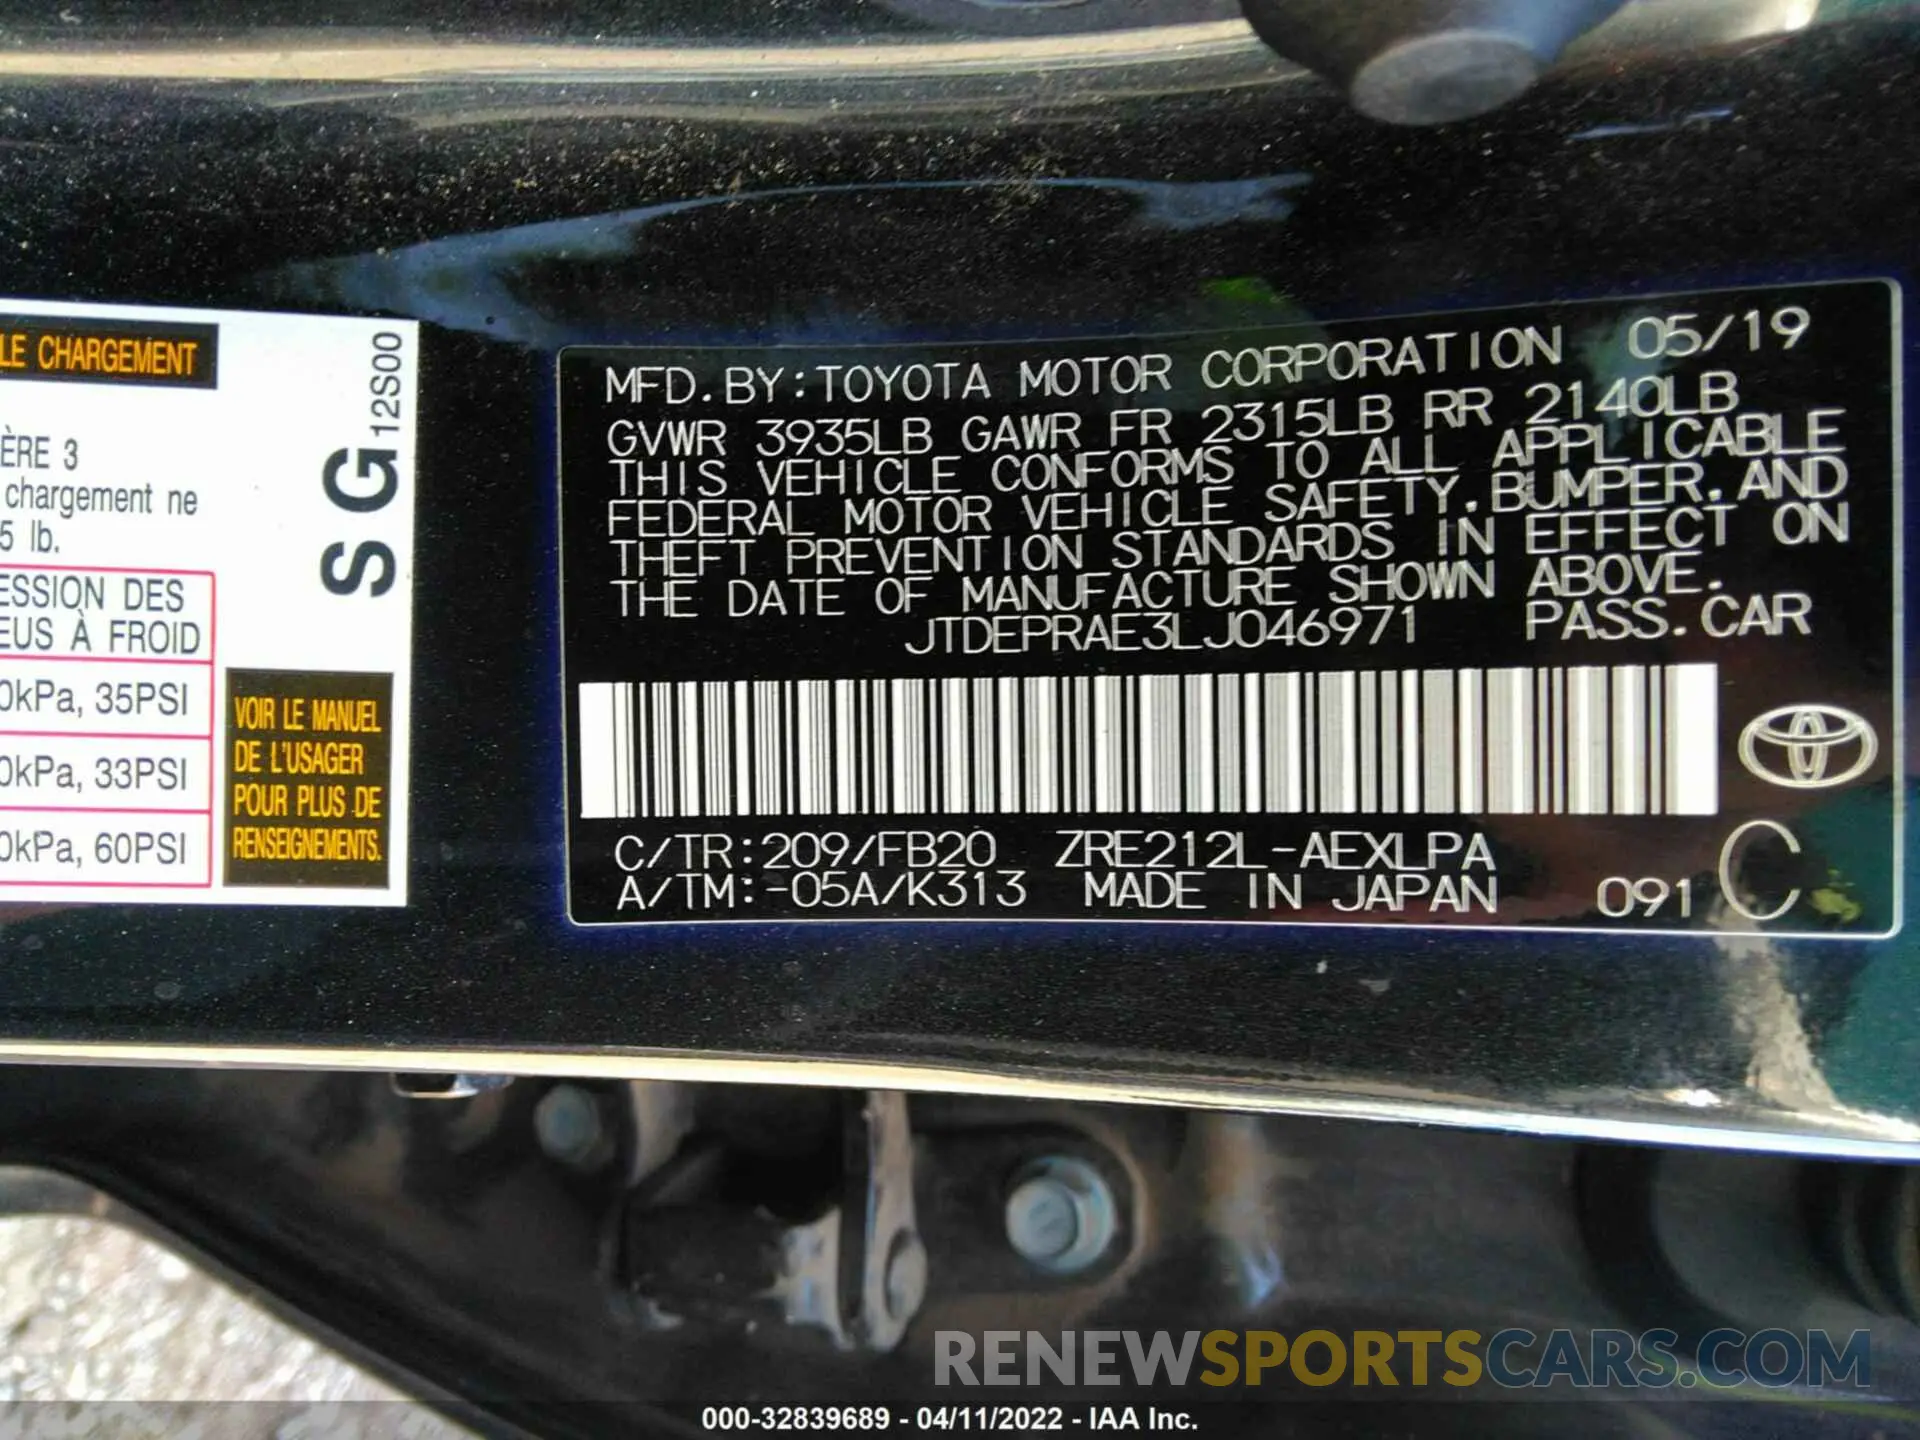 LE CHARGEMENT
ÈRE 3
chargement ne
5 lb.
ESSION DES
EUS À FROID
0kPa, 35PSI
0kPa, 33PSI
0kPa, 60PSI
SG12S00
VOIR LE MANUEL
DE L'USAGER
POUR PLUS DE
RENSEIGNEMENTS.
MFD.BY:TOYOTA MOTOR CORPORATION 05/19
GVWR 3935LB GAWR FR 2315LB RR 2140LB
THIS VEHICLE CONFORMS TO ALL APPLICABLE
FEDERAL MOTOR VEHICLE SAFETY,BUMPER,AND
THEFT PREVENTION STANDARDS IN EFFECT ON
THE DATE OF MANUFACTURE SHOWN ABOVE.
JTDEPRAE3LJ046971 PASS.CAR
C/TR:209/FB20 ZRE212L-AEXLPA
A/TM:-05A/K313 MADE IN JAPAN 091 C
RENEWSPORTSCARS.COM
000-32839689 - 04/11/2022 - IAA Inc.